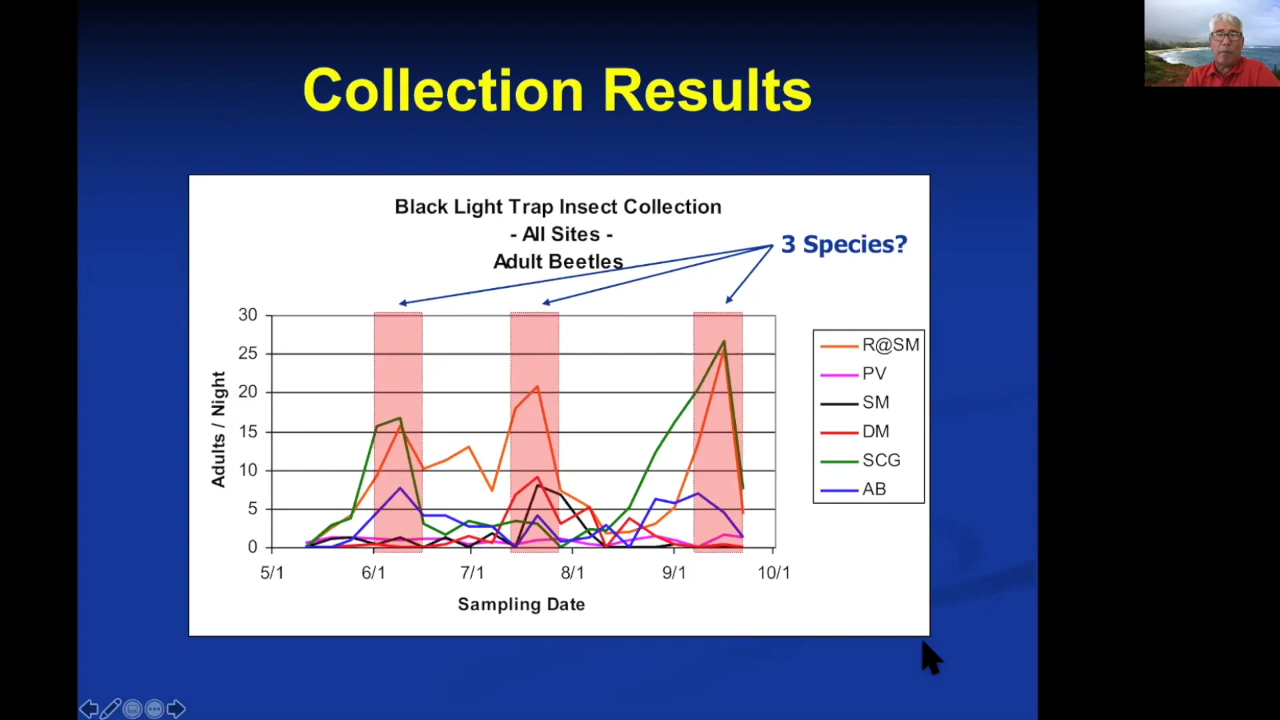 Collection Results
Black Light Trap Insect Collection
- All Sites -
Adult Beetles
3 Species?
30
25
20
15
10
5
0
Adults / Night
5/1 6/1 7/1 8/1 9/1 10/1
Sampling Date
R@SM
PV
SM
DM
SCG
AB